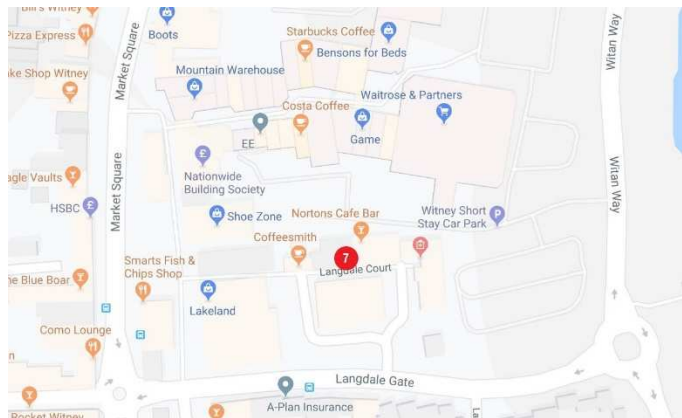 Bill's Witney
Boots
Starbucks Coffee
Pizza Express
Bensons for Beds
Witan Way
Market Square
Mountain Warehouse
ke Shop Witney
Costa Coffee
Waitrose & Partners
EE
Game
Nationwide
Building Society
agle Vaults
HSBC
Market Square
Shoe Zone
Nortons Cafe Bar
Witney Short
Stay Car Park
P
Witan Way
Coffeesmith
7
Langdale Court
Smarts Fish &
Chips Shop
he Blue Boar
Lakeland
Como Lounge
n
Langdale Gate
A-Plan Insurance
Rocket Witney
La